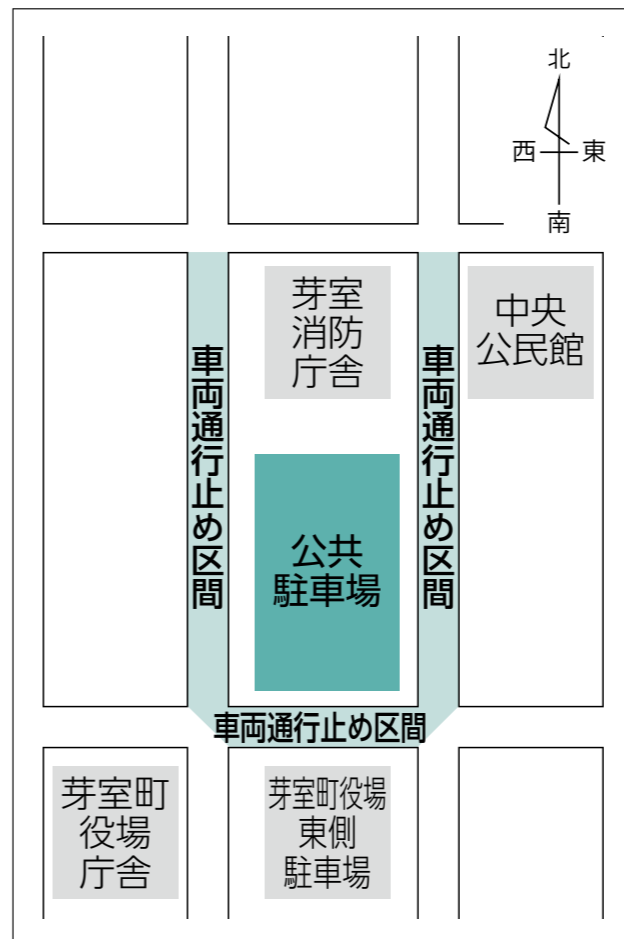 北
西 東
南
芽室
消防
庁舎
中央
公民館
車両通行止め区間
車両通行止め区間
公共
駐車場
車両通行止め区間
芽室町
役場
庁舎
芽室町役場
東側
駐車場